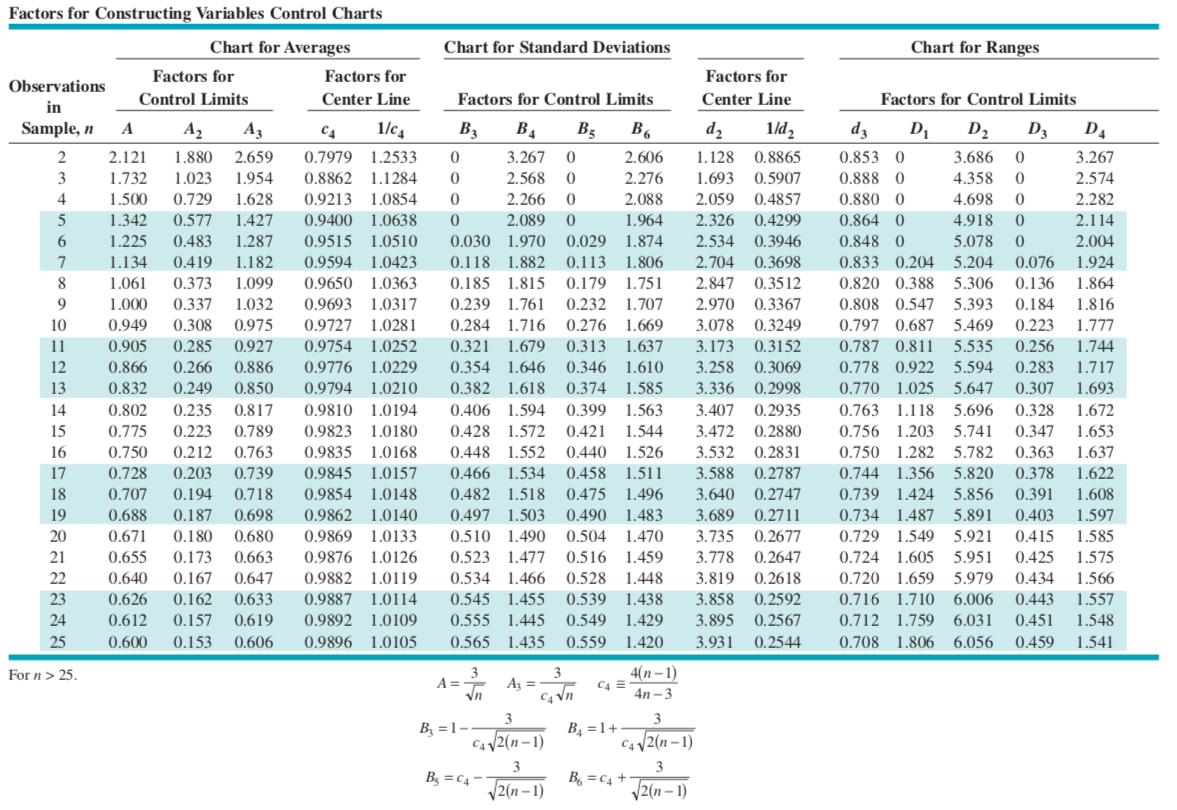 Factors for Constructing Variables Control Charts
Chart for Averages Chart for Standard Deviations Chart for Ranges
Observations in Sample, n Factors for Control Limits Factors for Center Line Factors for Control Limits Factors for Center Line Factors for Control Limits
A A₂ A₃ c₄ 1/c₄ B₃ B₄ B₅ B₆ d₂ 1/d₂ d₃ D₁ D₂ D₃ D₄
2 2.121 1.880 2.659 0.7979 1.2533 0 3.267 0 2.606 1.128 0.8865 0.853 0 3.686 0 3.267
3 1.732 1.023 1.954 0.8862 1.1284 0 2.568 0 2.276 1.693 0.5907 0.888 0 4.358 0 2.574
4 1.500 0.729 1.628 0.9213 1.0854 0 2.266 0 2.088 2.059 0.4857 0.880 0 4.698 0 2.282
5 1.342 0.577 1.427 0.9400 1.0638 0 2.089 0 1.964 2.326 0.4299 0.864 0 4.918 0 2.114
6 1.225 0.483 1.287 0.9515 1.0510 0.030 1.970 0.029 1.874 2.534 0.3946 0.848 0 5.078 0 2.004
7 1.134 0.419 1.182 0.9594 1.0423 0.118 1.882 0.113 1.806 2.704 0.3698 0.833 0.204 5.204 0.076 1.924
8 1.061 0.373 1.099 0.9650 1.0363 0.185 1.815 0.179 1.751 2.847 0.3512 0.820 0.388 5.306 0.136 1.864
9 1.000 0.337 1.032 0.9693 1.0317 0.239 1.761 0.232 1.707 2.970 0.3367 0.808 0.547 5.393 0.184 1.816
10 0.949 0.308 0.975 0.9727 1.0281 0.284 1.716 0.276 1.669 3.078 0.3249 0.797 0.687 5.469 0.223 1.777
11 0.905 0.285 0.927 0.9754 1.0252 0.321 1.679 0.313 1.637 3.173 0.3152 0.787 0.811 5.535 0.256 1.744
12 0.866 0.266 0.886 0.9776 1.0229 0.354 1.646 0.346 1.610 3.258 0.3069 0.778 0.922 5.594 0.283 1.717
13 0.832 0.249 0.850 0.9794 1.0210 0.382 1.618 0.374 1.585 3.336 0.2998 0.770 1.025 5.647 0.307 1.693
14 0.802 0.235 0.817 0.9810 1.0194 0.406 1.594 0.399 1.563 3.407 0.2935 0.763 1.118 5.696 0.328 1.672
15 0.775 0.223 0.789 0.9823 1.0180 0.428 1.572 0.421 1.544 3.472 0.2880 0.756 1.203 5.741 0.347 1.653
16 0.750 0.212 0.763 0.9835 1.0168 0.448 1.552 0.440 1.526 3.532 0.2831 0.750 1.282 5.782 0.363 1.637
17 0.728 0.203 0.739 0.9845 1.0157 0.466 1.534 0.458 1.511 3.588 0.2787 0.744 1.356 5.820 0.378 1.622
18 0.707 0.194 0.718 0.9854 1.0148 0.482 1.518 0.475 1.496 3.640 0.2747 0.739 1.424 5.856 0.391 1.608
19 0.688 0.187 0.698 0.9862 1.0140 0.497 1.503 0.490 1.483 3.689 0.2711 0.734 1.487 5.891 0.403 1.597
20 0.671 0.180 0.680 0.9869 1.0133 0.510 1.490 0.504 1.470 3.735 0.2677 0.729 1.549 5.921 0.415 1.585
21 0.655 0.173 0.663 0.9876 1.0126 0.523 1.477 0.516 1.459 3.778 0.2647 0.724 1.605 5.951 0.425 1.575
22 0.640 0.167 0.647 0.9882 1.0119 0.534 1.466 0.528 1.448 3.819 0.2618 0.720 1.659 5.979 0.434 1.566
23 0.626 0.162 0.633 0.9887 1.0114 0.545 1.455 0.539 1.438 3.858 0.2592 0.716 1.710 6.006 0.443 1.557
24 0.612 0.157 0.619 0.9892 1.0109 0.555 1.445 0.549 1.429 3.895 0.2567 0.712 1.759 6.031 0.451 1.548
25 0.600 0.153 0.606 0.9896 1.0105 0.565 1.435 0.559 1.420 3.931 0.2544 0.708 1.806 6.056 0.459 1.541
For n > 25.
A = 3/√n A₃ = 3/(c₄√n) c₄ ≅ 4(n−1)/(4n−3)
B₃ = 1 − 3/(c₄√2(n−1)) B₄ = 1 + 3/(c₄√2(n−1))
B₅ = c₄ − 3/√2(n−1) B₆ = c₄ + 3/√2(n−1)